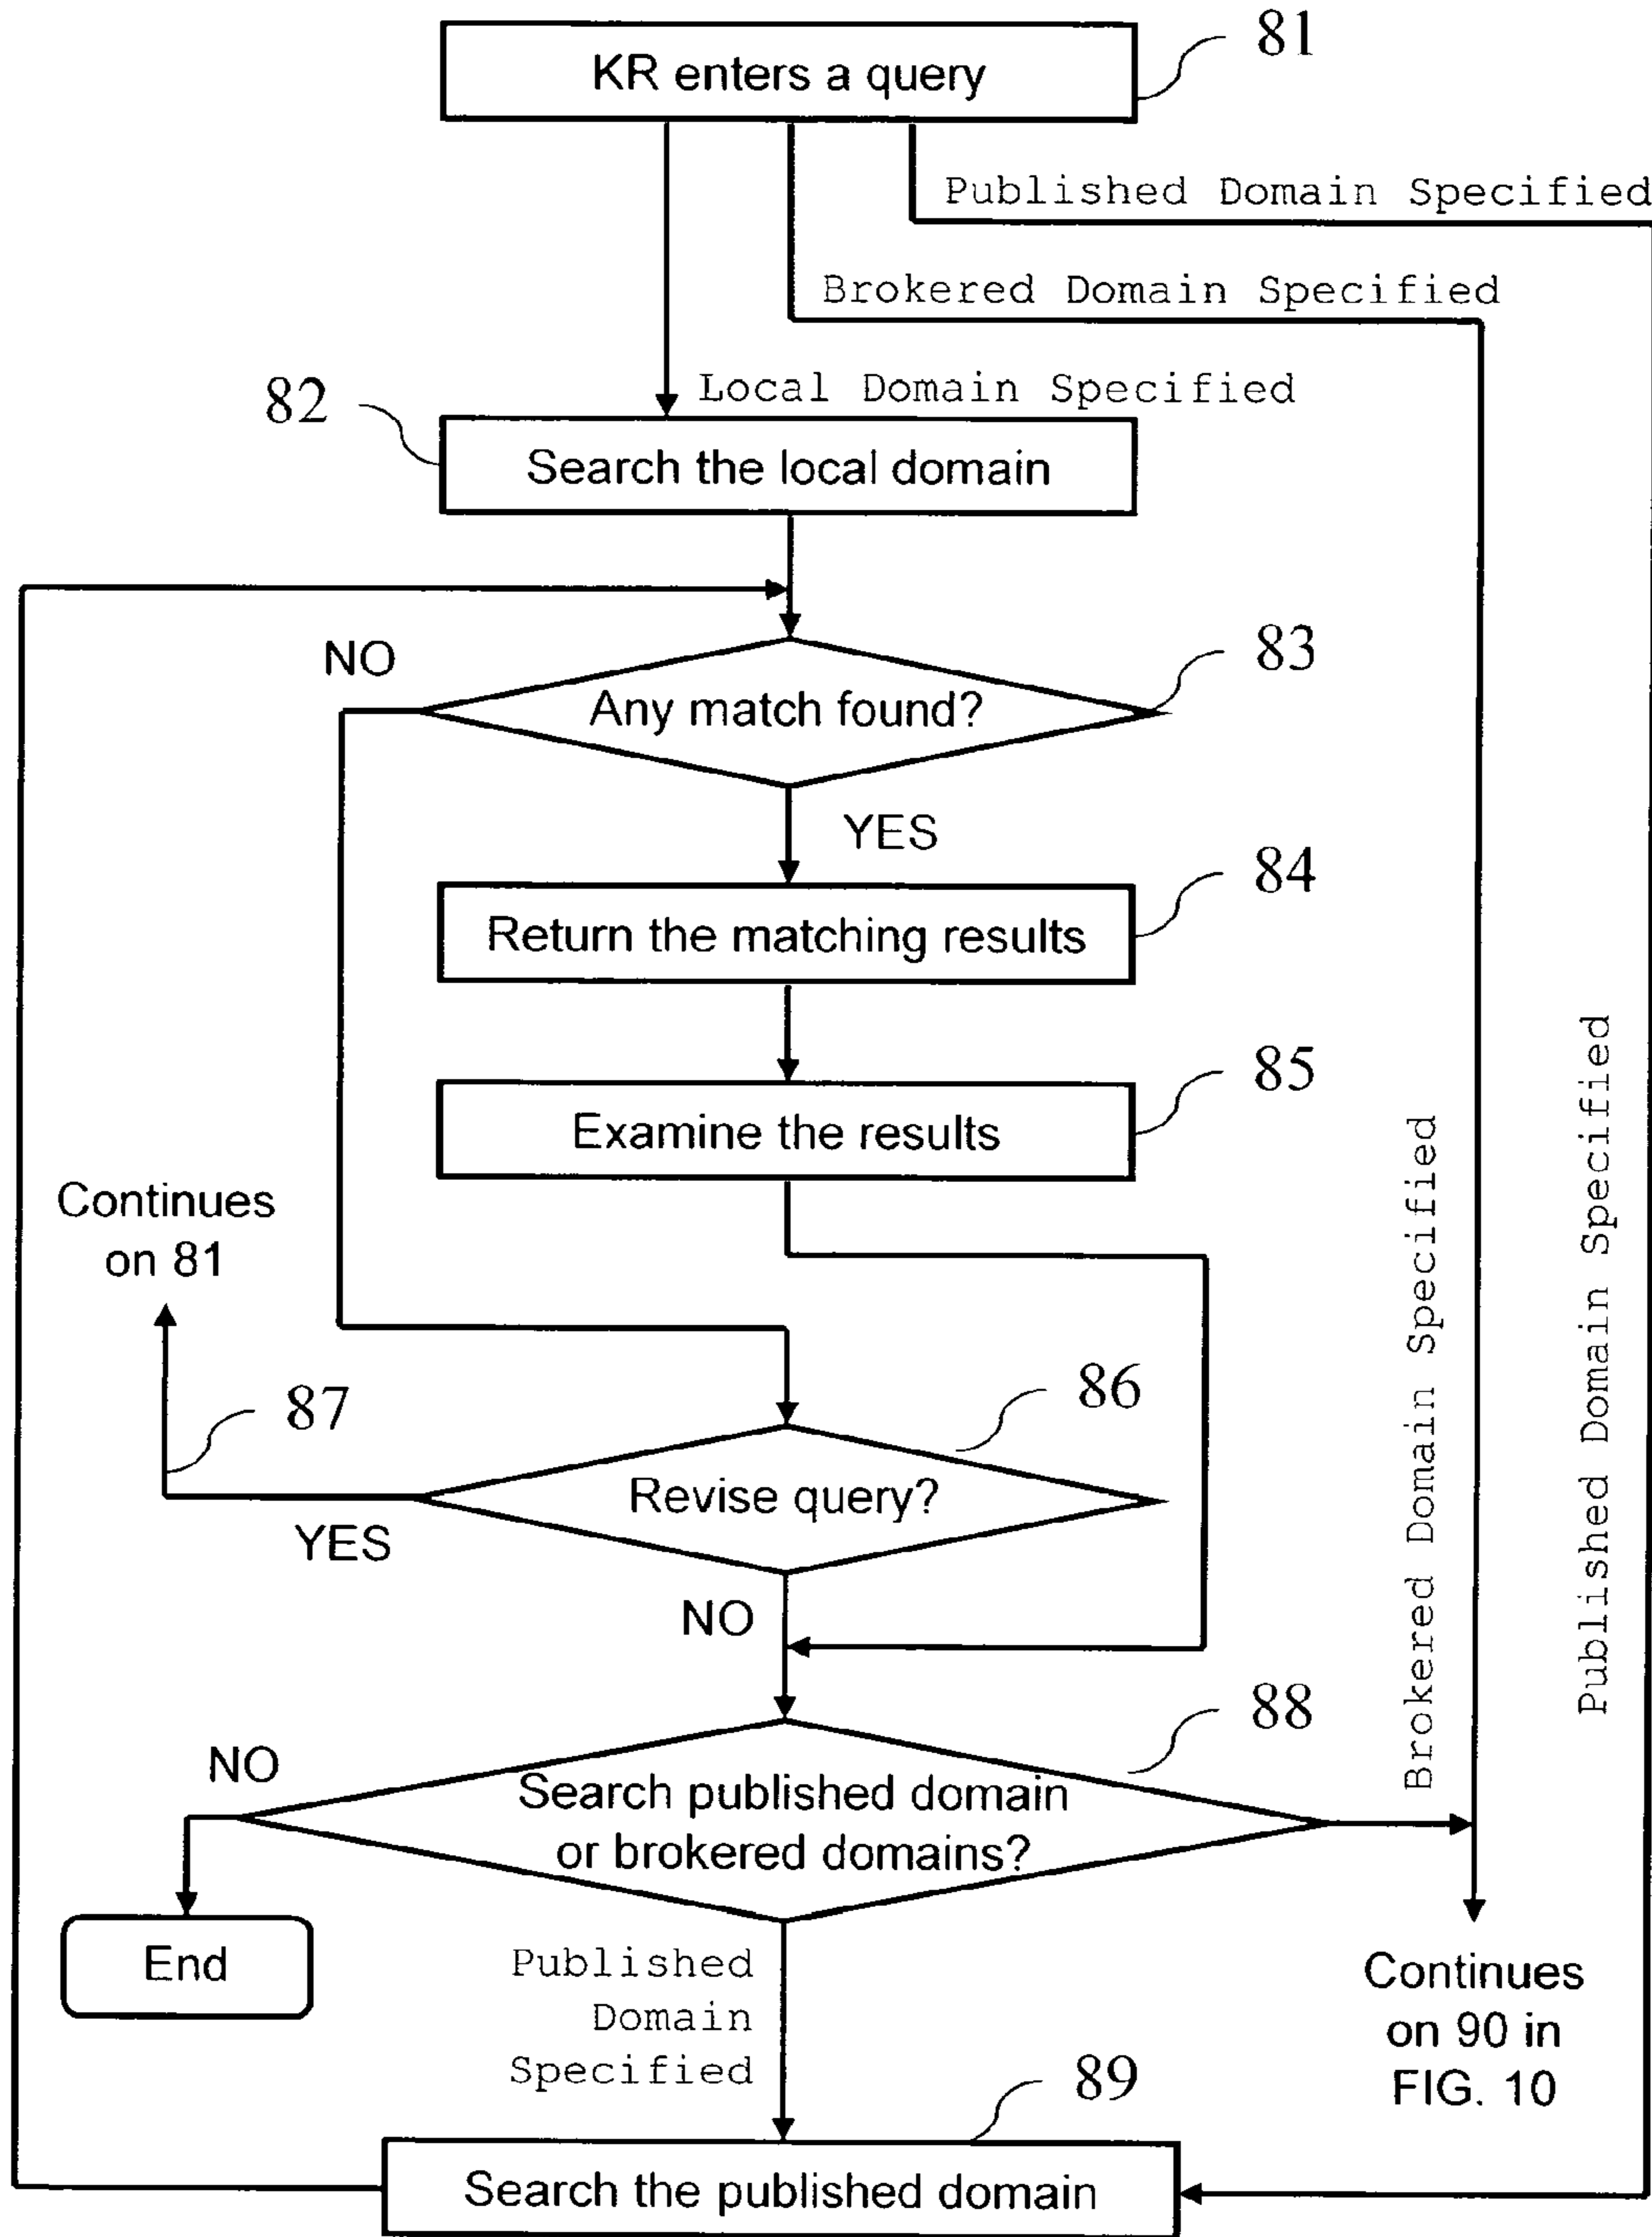 81
KR enters a query
Published Domain Specified
Brokered Domain Specified
Local Domain Specified
82
Search the local domain
NO
83
Any match found?
YES
84
Return the matching results
85
Examine the results
Continues
on 81
87
86
Revise query?
YES
NO
Brokered Domain Specified
Published Domain Specified
88
NO
Search published domain
or brokered domains?
End
Published
Domain
Specified
Continues
on 90 in
FIG. 10
89
Search the published domain